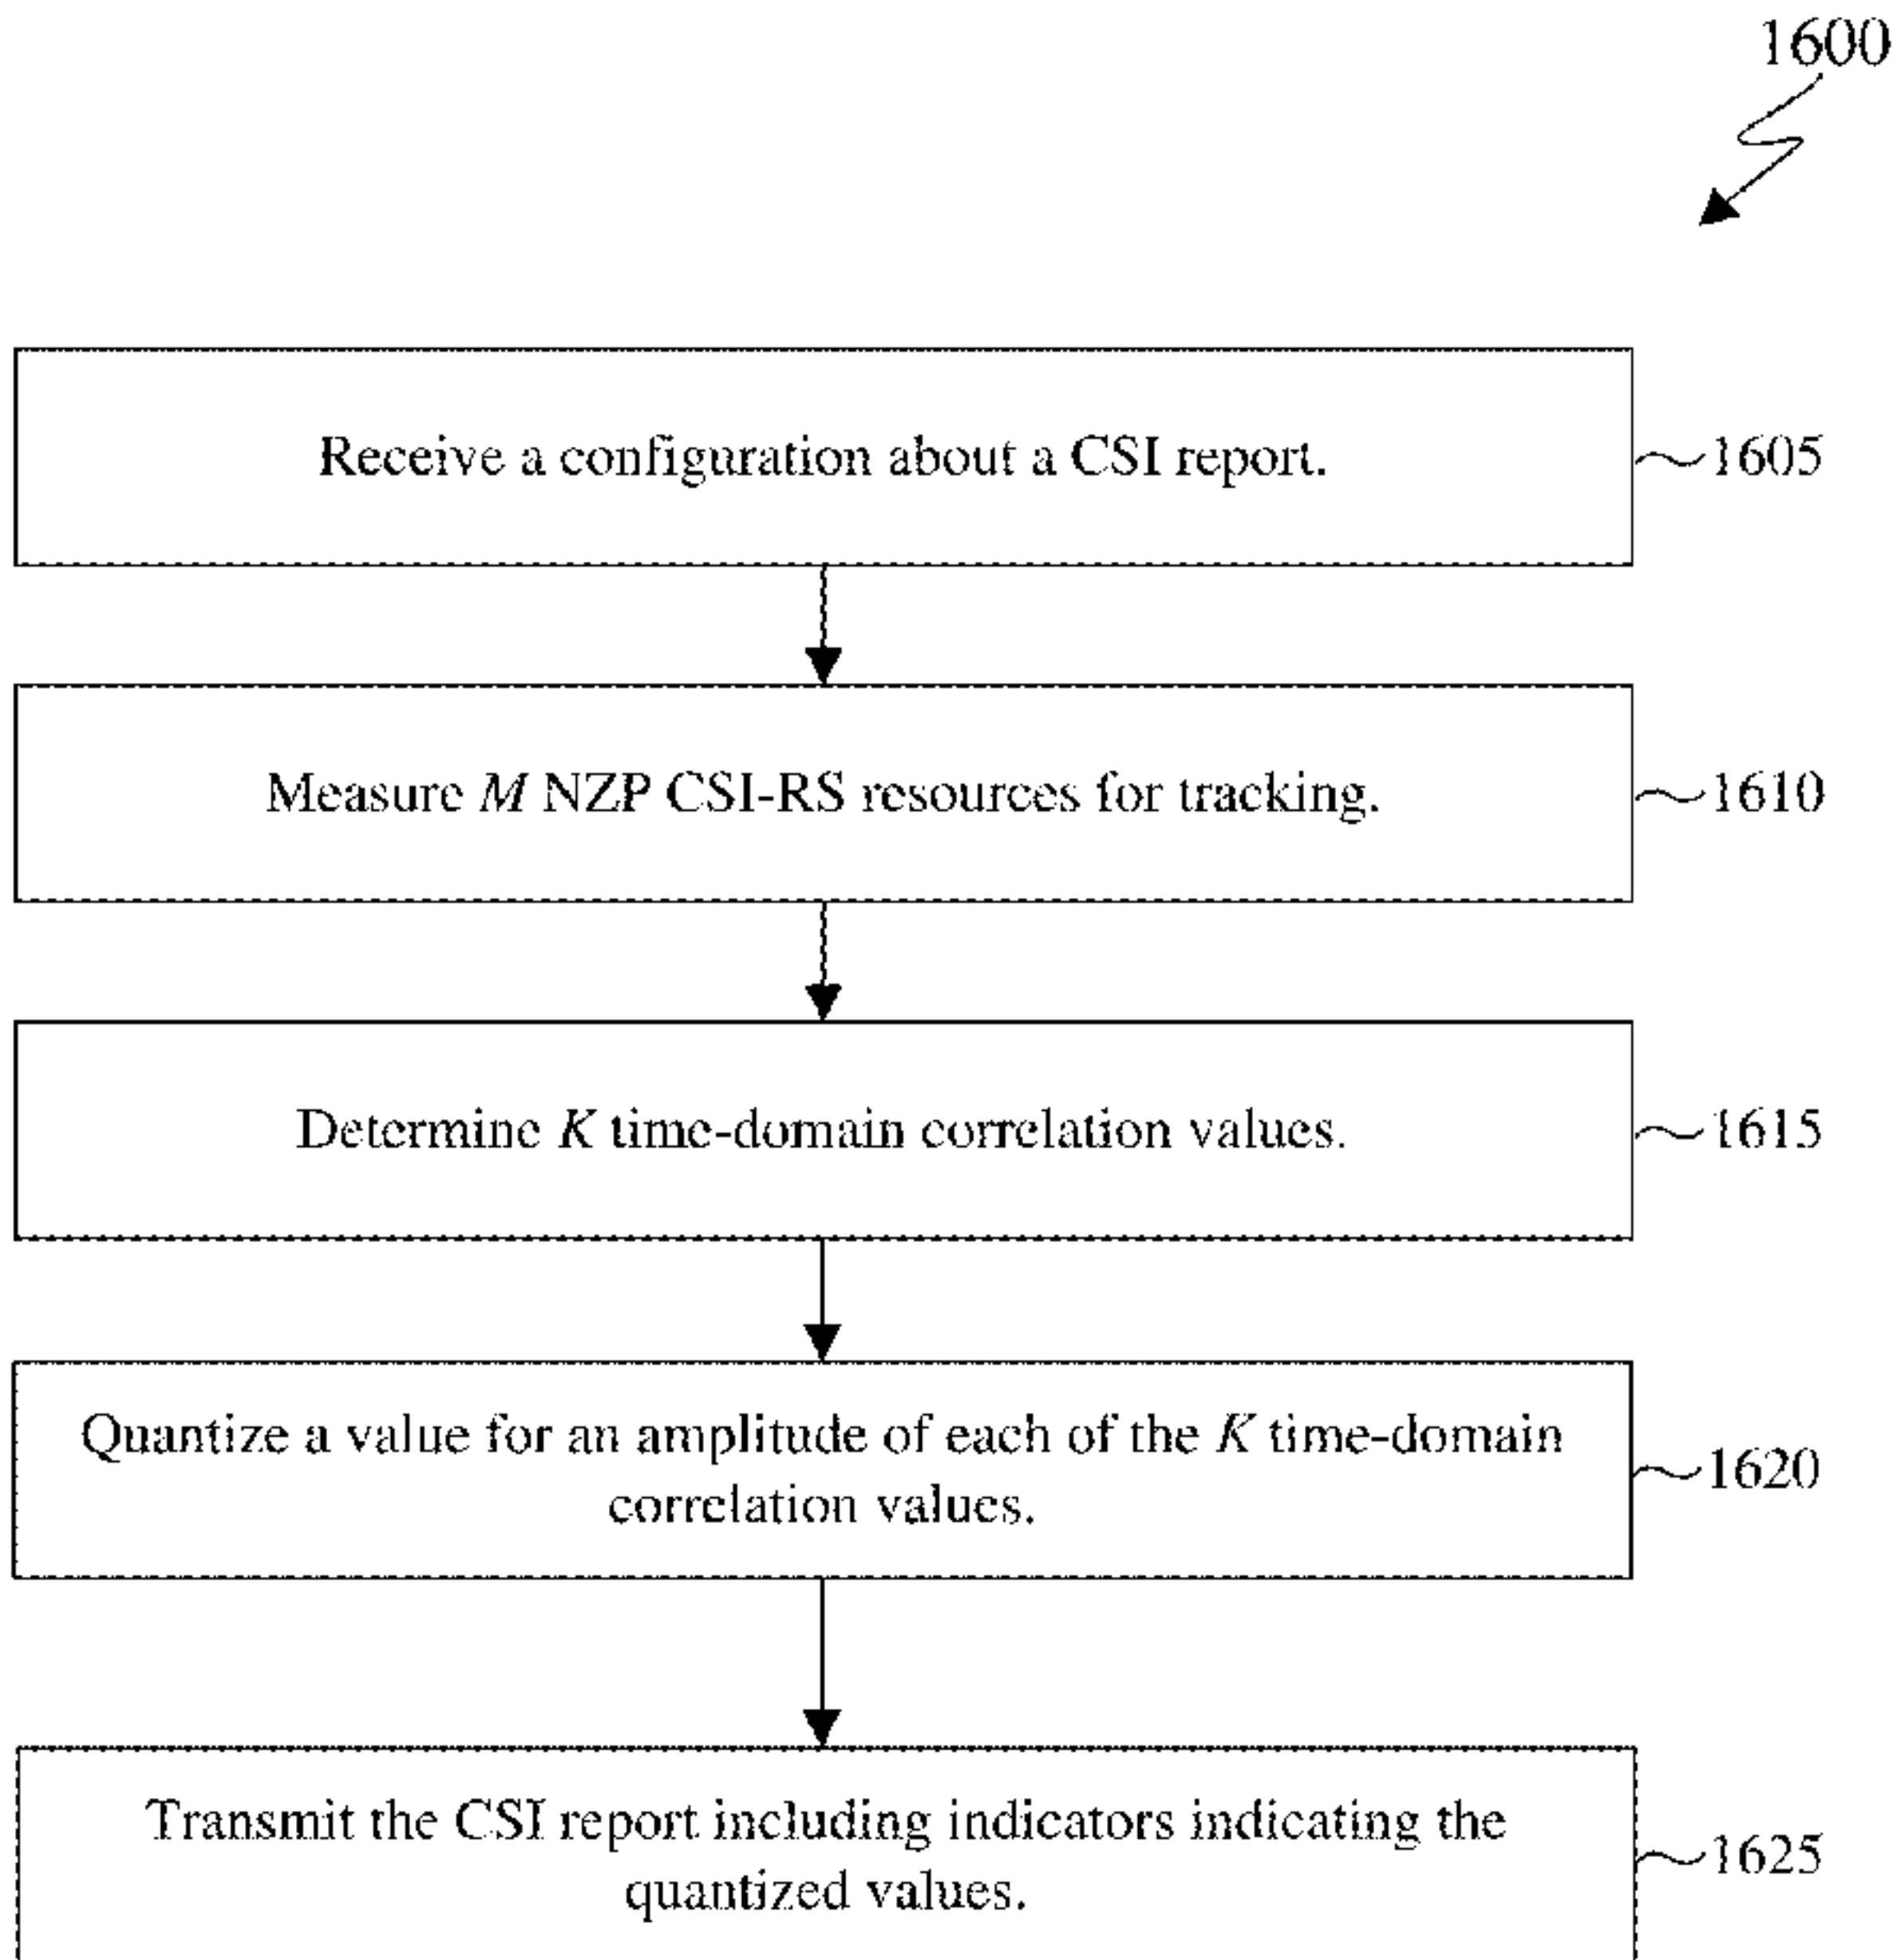 1600
Receive a configuration about a CSI report.
1605
Measure M NZP CSI-RS resources for tracking.
1610
Determine K time-domain correlation values.
1615
Quantize a value for an amplitude of each of the K time-domain
correlation values.
1620
Transmit the CSI report including indicators indicating the
quantized values.
1625